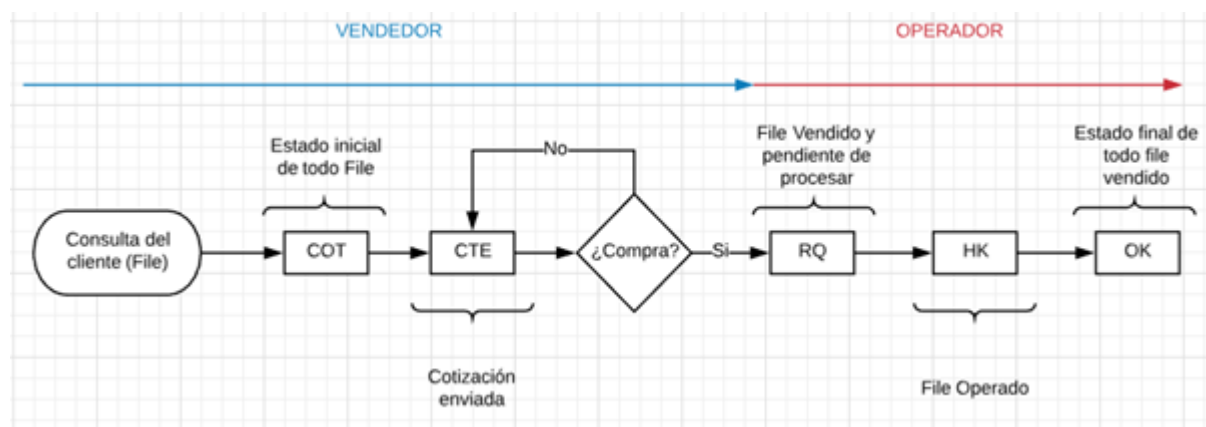 VENDEDOR
OPERADOR
Estado inicial
de todo File
No
File Vendido y
pendiente de
procesar
Estado final de
todo file
vendido
Consulta del
cliente (File)
COT
CTE
¿Compra?
Si
RQ
HK
OK
Cotización
enviada
File Operado